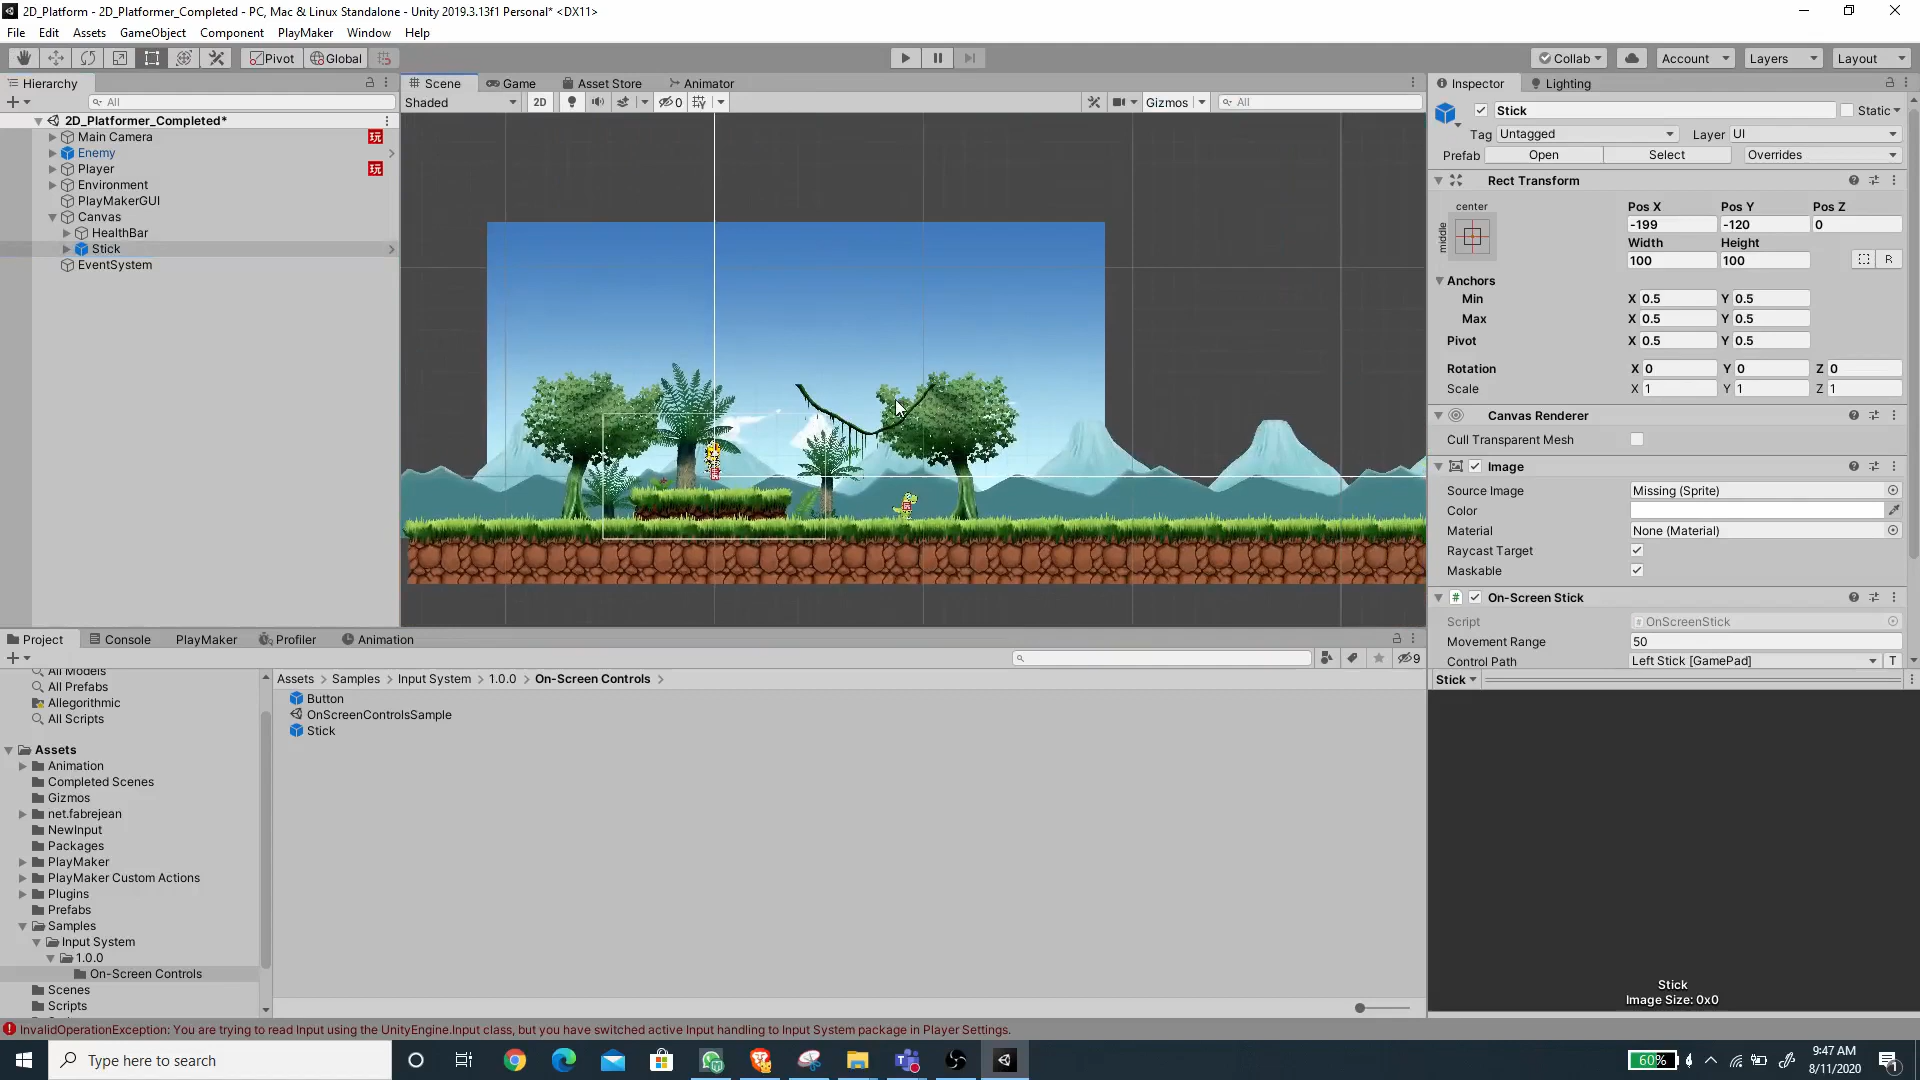 2D_Platform - 2D_Platformer_Completed - PC, Mac & Linux Standalone - Unity 2019.3.13f1 Personal* <DX11>
File Edit Assets GameObject Component PlayMaker Window Help
Pivot Global Collab Account Layers Layout
Hierarchy Scene Game Asset Store Animator Inspector Lighting
All Shaded 2D 0 Gizmos All Stick Static
2D_Platformer_Completed*
Main Camera 玩
Enemy
Player 玩
Environment
PlayMakerGUI
Canvas
HealthBar
Stick
EventSystem
Tag Untagged Layer UI
Prefab Open Select Overrides
Rect Transform
center Pos X Pos Y Pos Z
middle -199 -120 0
Width Height
100 100 R
Anchors
Min X 0.5 Y 0.5
Max X 0.5 Y 0.5
Pivot X 0.5 Y 0.5
Rotation X 0 Y 0 Z 0
Scale X 1 Y 1 Z 1
Canvas Renderer
Cull Transparent Mesh
Image
Source Image Missing (Sprite)
Color
Material None (Material)
Raycast Target
Maskable
# On-Screen Stick
Script OnScreenStick
Movement Range 50
Control Path Left Stick [GamePad] T
Stick
Stick
Image Size: 0x0
Project Console PlayMaker Profiler Animation
9
All Models
All Prefabs
Allegorithmic
All Scripts
Assets
Animation
Completed Scenes
Gizmos
net.fabrejean
NewInput
Packages
PlayMaker
PlayMaker Custom Actions
Plugins
Prefabs
Samples
Input System
1.0.0
On-Screen Controls
Scenes
Scripts
Assets > Samples > Input System > 1.0.0 > On-Screen Controls >
Button
OnScreenControlsSample
Stick
InvalidOperationException: You are trying to read Input using the UnityEngine.Input class, but you have switched active Input handling to Input System package in Player Settings.
Type here to search
60%
9:47 AM
8/11/2020
1